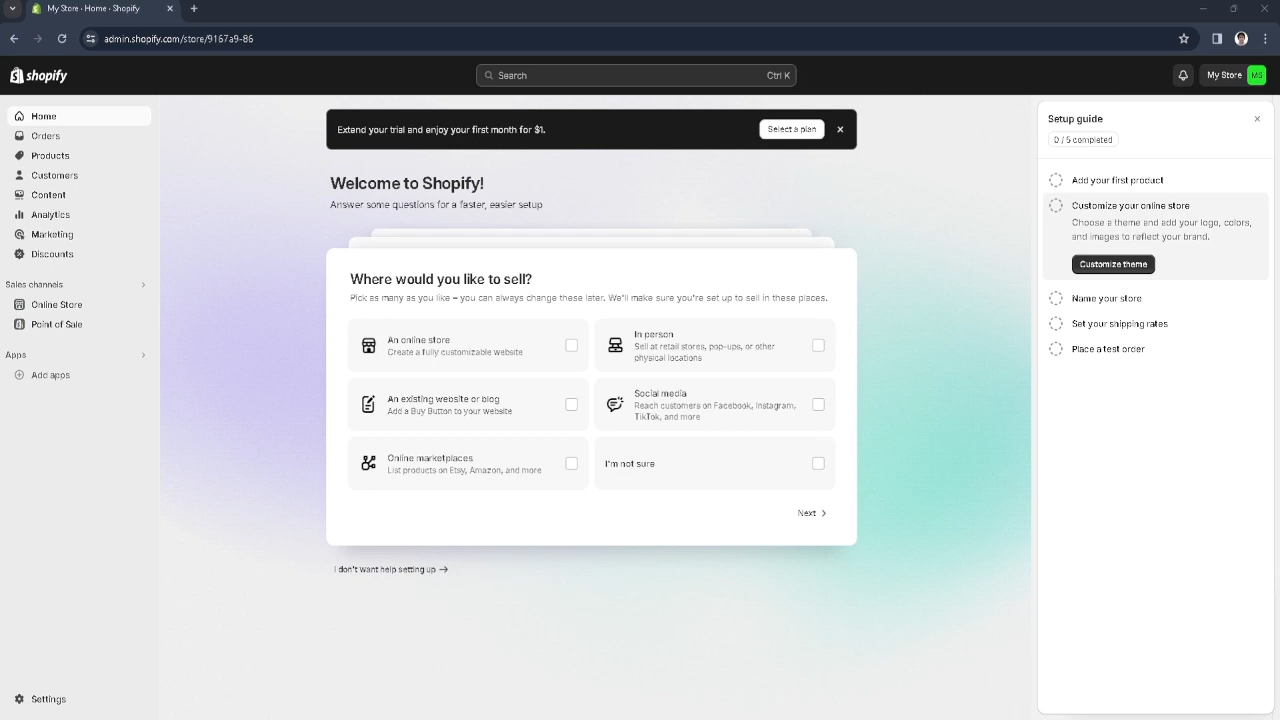 My Store · Home · Shopify
admin.shopify.com/store/9167a9-86
shopify
Search
Ctrl K
My Store
MS
Home
Orders
Products
Customers
Content
Analytics
Marketing
Discounts
Sales channels
Online Store
Point of Sale
Apps
Add apps
Settings
Extend your trial and enjoy your first month for $1.
Select a plan
Welcome to Shopify!
Answer some questions for a faster, easier setup
Where would you like to sell?
Pick as many as you like – you can always change these later. We'll make sure you're set up to sell in these places.
An online store
Create a fully customizable website
In person
Sell at retail stores, pop-ups, or other
physical locations
An existing website or blog
Add a Buy Button to your website
Social media
Reach customers on Facebook, Instagram,
TikTok, and more
Online marketplaces
List products on Etsy, Amazon, and more
I'm not sure
Next
I don't want help setting up
Setup guide
0 / 5 completed
Add your first product
Customize your online store
Choose a theme and add your logo, colors,
and images to reflect your brand.
Customize theme
Name your store
Set your shipping rates
Place a test order